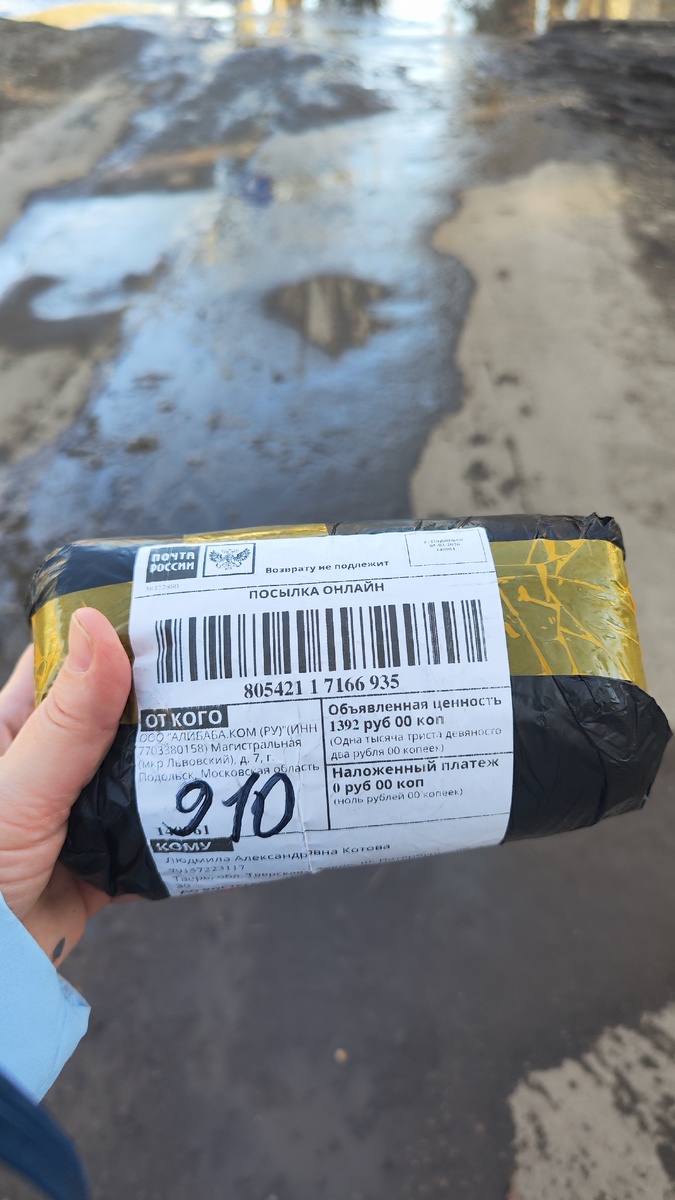 ПОЧТА
РОССИИ
Возврату не подлежит
ПОСЫЛКА ОНЛАЙН
805421 1 7166 935
ОТ КОГО
ООО "АЛИБАБА.КОМ (РУ)"(ИНН
7703380158) Магистральная
(мкр Львовский), д. 7, г.
Подольск, Московская область
910
КОМУ
Людмила Александровна Котова
Тверь, обл.
Объявленная ценность
1392 руб 00 коп
(Одна тысяча триста девяносто
два рубля 00 копеек)
Наложенный платеж
0 руб 00 коп
(ноль рублей 00 копеек)